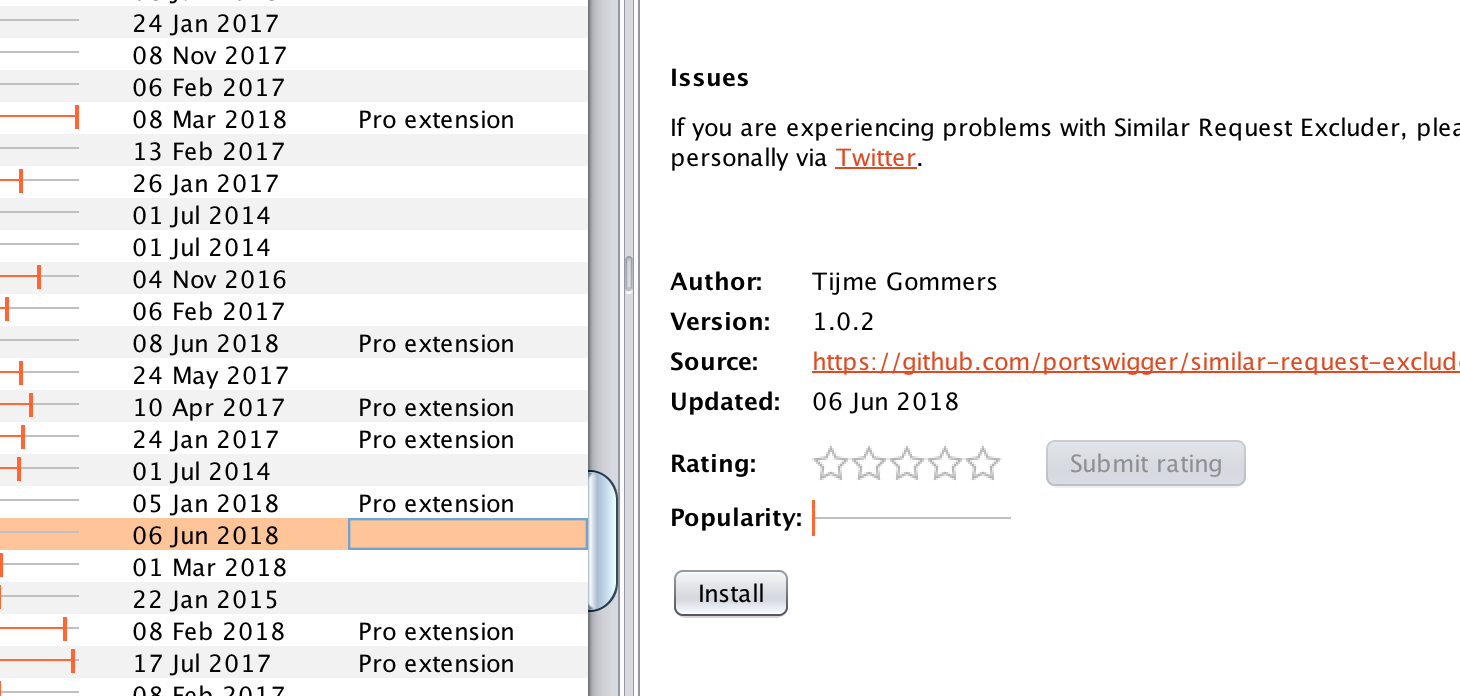 24 Jan 2017
08 Nov 2017
06 Feb 2017
08 Mar 2018 Pro extension
13 Feb 2017
26 Jan 2017
01 Jul 2014
01 Jul 2014
04 Nov 2016
06 Feb 2017
08 Jun 2018 Pro extension
24 May 2017
10 Apr 2017 Pro extension
24 Jan 2017 Pro extension
01 Jul 2014
05 Jan 2018 Pro extension
06 Jun 2018
01 Mar 2018
22 Jan 2015
08 Feb 2018 Pro extension
17 Jul 2017 Pro extension
08 Feb 2017
Issues
If you are experiencing problems with Similar Request Excluder, plea
personally via Twitter.
Author: Tijme Gommers
Version: 1.0.2
Source: https://github.com/portswigger/similar-request-exclud
Updated: 06 Jun 2018
Rating: Submit rating
Popularity:
Install